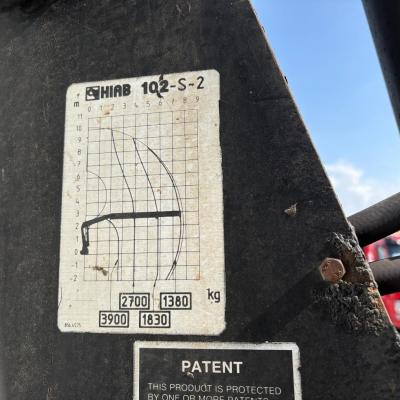 HIAB 102-S-2
m 0 1 2 3 4 5 6 7 8 9
11
10
9
8
7
6
5
4
3
2
1
0
-1
-2
2700 1380 kg
3900 1830
PATENT
THIS PRODUCT IS PROTECTED
BY ONE OR MORE PATENTS